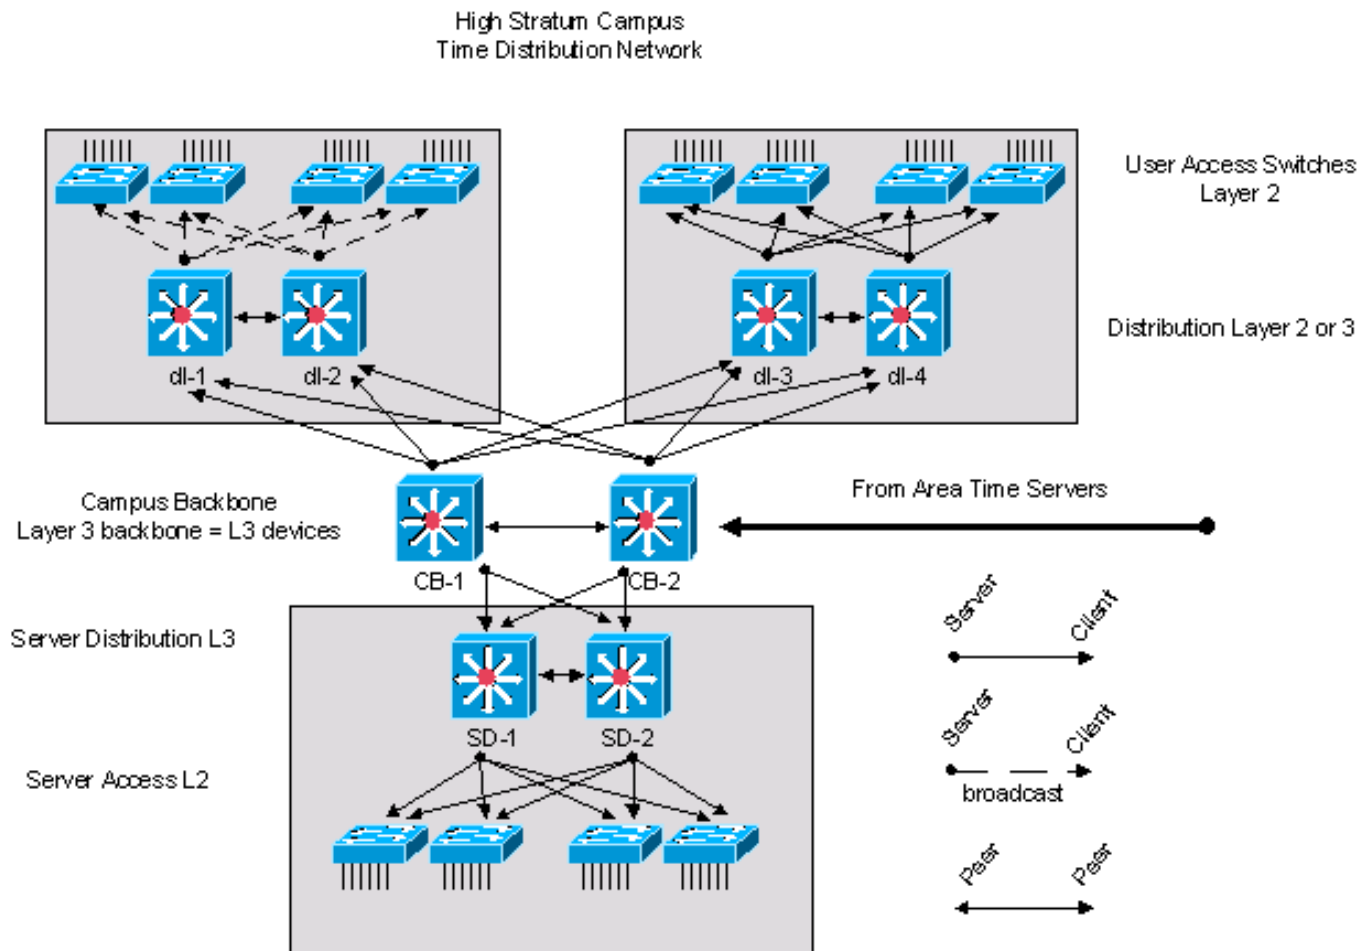 High Stratum Campus
Time Distribution Network
User Access Switches
Layer 2
Distribution Layer 2 or 3
dl-1
dl-2
dl-3
dl-4
Campus Backbone
Layer 3 backbone = L3 devices
From Area Time Servers
CB-1
CB-2
Server Distribution L3
Server
Client
SD-1
SD-2
Server Access L2
Server
Client
broadcast
Peer
Peer